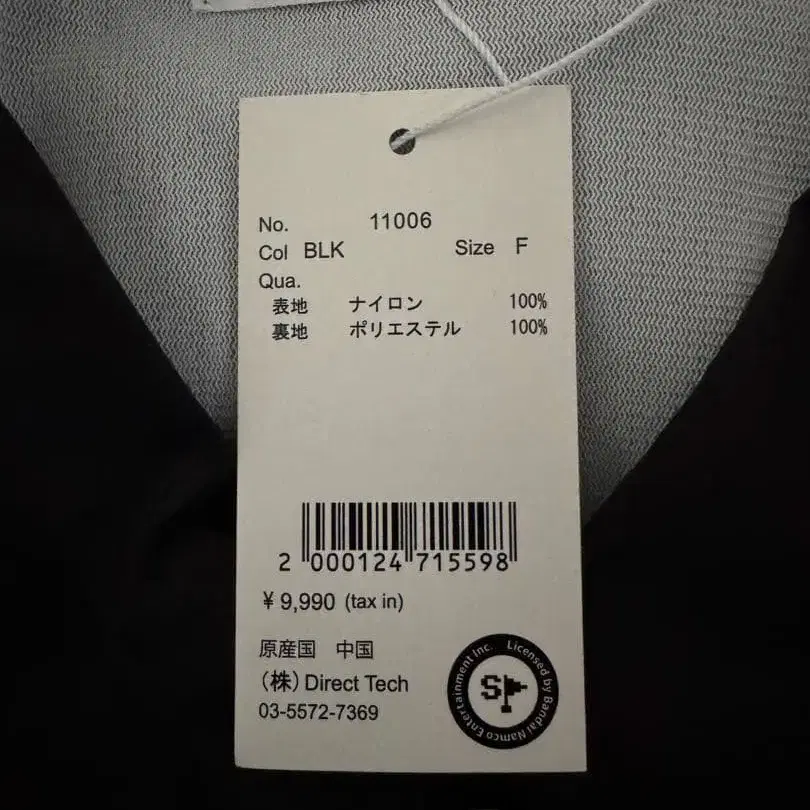 No. 11006
Col BLK Size F
Qua.
表地 ナイロン 100%
裏地 ポリエステル 100%
2 000124 715598
¥ 9,990 (tax in)
原産国 中国
(株) Direct Tech
03-5572-7369
Licensed by Bandai Namco Entertainment Inc.
SP